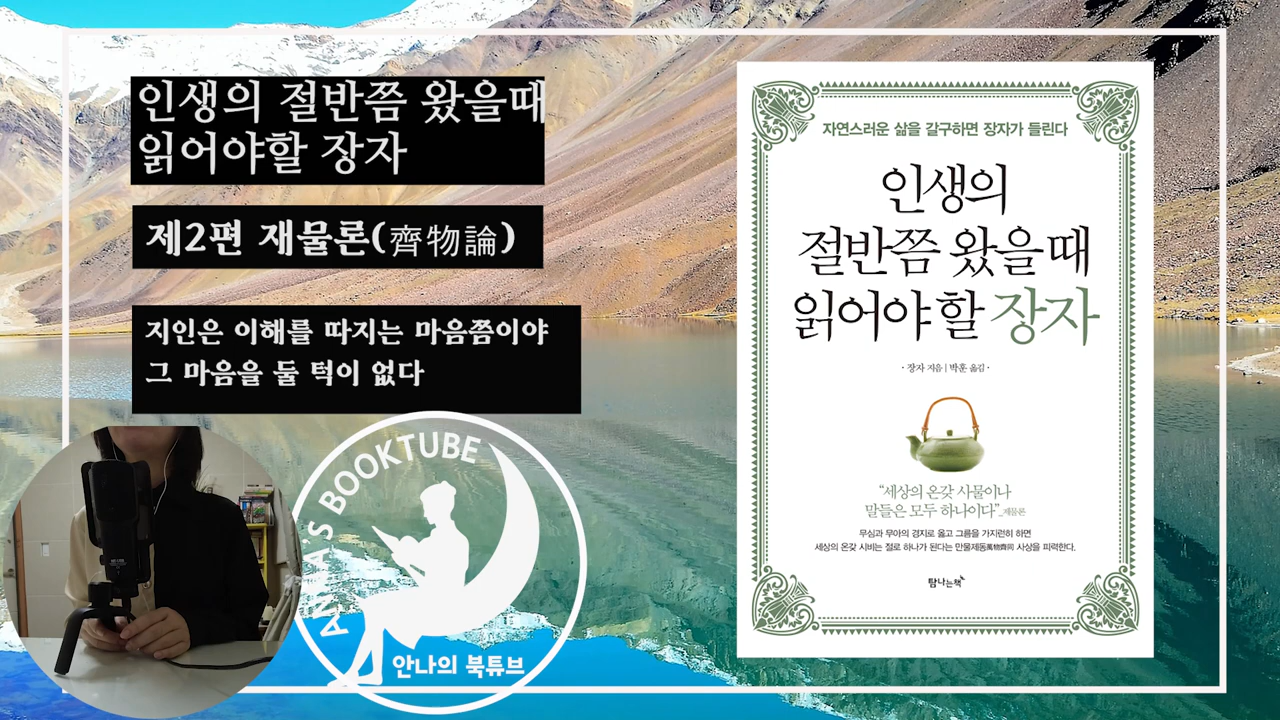 인생의 절반쯤 왔을때
읽어야할 장자
제2편 재물론(齊物論)
지인은 이해를 따지는 마음쯤이야
그 마음을 둘 턱이 없다
ANNA'S BOOKTUBE
안나의 북튜브
자연스러운 삶을 갈구하면 장자가 들린다
인생의
절반쯤 왔을 때
읽어야 할 장자
· 장자 지음 | 박훈 옮김 ·
“세상의 온갖 사물이나
말들은 모두 하나이다”_제물론
무심과 무아의 경지로 옳고 그름을 가지런히 하면
세상의 온갖 시비는 절로 하나가 된다는 만물제동萬物齊同 사상을 피력한다.
탐나는책